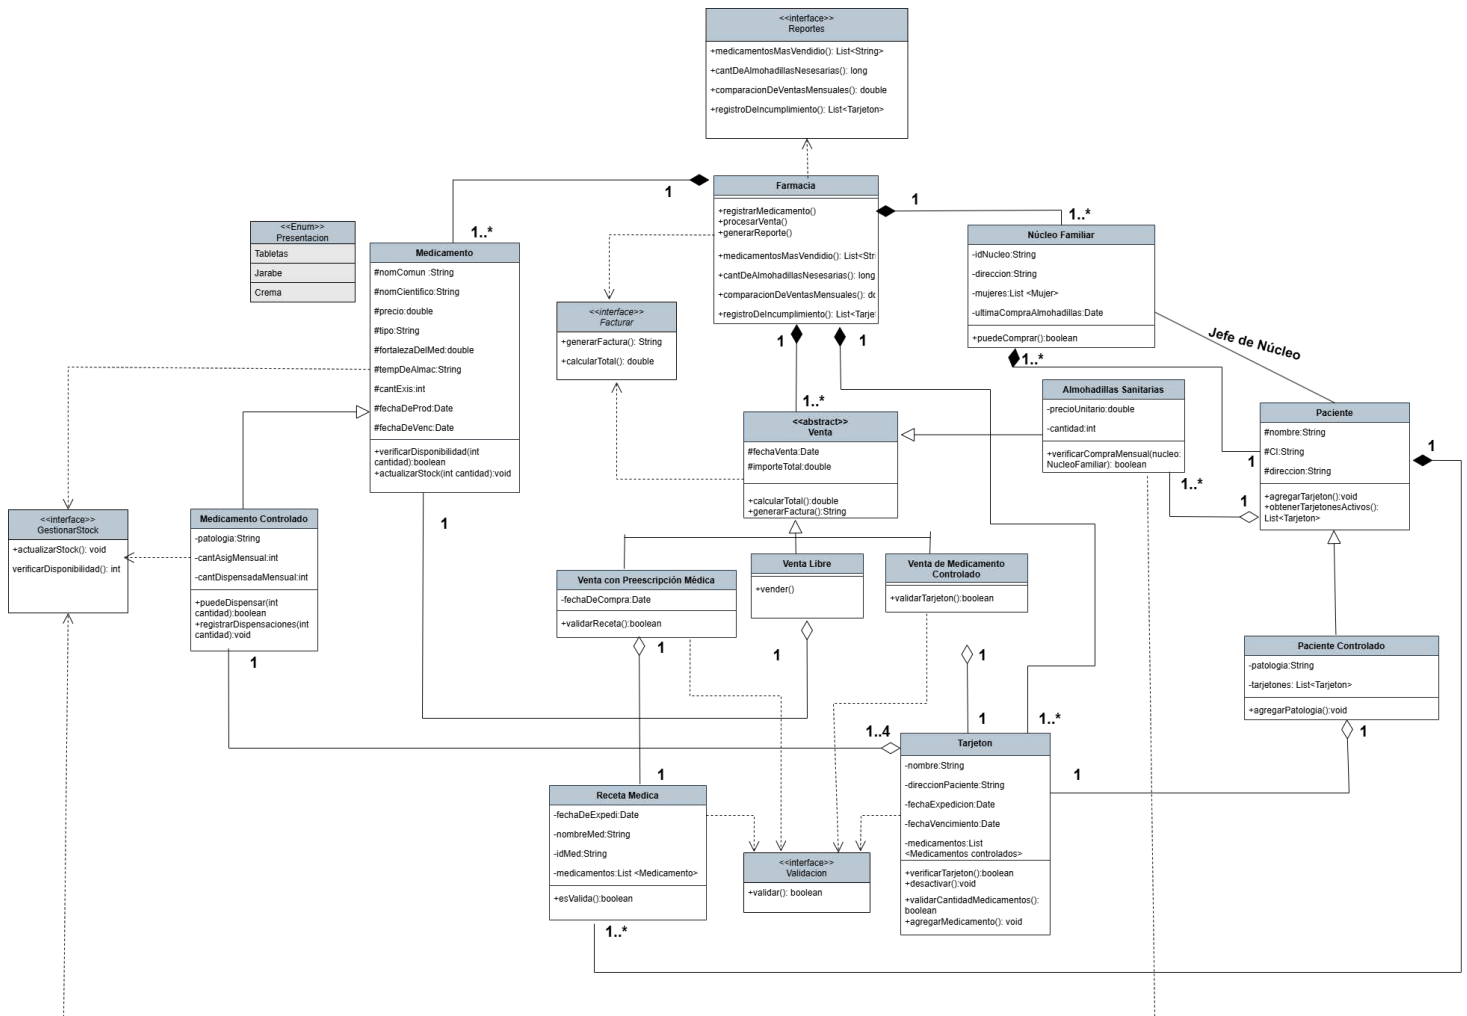 <<interface>>
Reportes
+medicamentosMasVendidio(): List<String>
+cantDeAlmohadillasNesesarias(): long
+comparacionDeVentasMensuales(): double
+registroDeIncumplimiento(): List<Tarjeton>
Farmacia
+registrarMedicamento()
+procesarVenta()
+generarReporte()
+medicamentosMasVendidio(): List<Stri
+cantDeAlmohadillasNesesarias(): long
+comparacionDeVentasMensuales(): dc
+registroDeIncumplimiento(): List<Tarje
1
1..*
1
1..*
1
1
1..*
<<Enum>>
Presentacion
Tabletas
Jarabe
Crema
Medicamento
#nomComun :String
#nomCientifico:String
#precio:double
#tipo:String
#fortalezaDelMed:double
#tempDeAlmac:String
#cantExis:int
#fechaDeProd:Date
#fechaDeVenc:Date
+verificarDisponibilidad(int
cantidad):boolean
+actualizarStock(int cantidad):void
1
<<interface>>
Facturar
+generarFactura(): String
+calcularTotal(): double
Núcleo Familiar
-idNucleo:String
-direccion:String
-mujeres:List <Mujer>
-ultimaCompraAlmohadillas:Date
+puedeComprar():boolean
1..*
Jefe de Núcleo
Almohadillas Sanitarias
-precioUnitario:double
-cantidad:int
+verificarCompraMensual(nucleo:
NucleoFamiliar): boolean
1..*
1
1
Paciente
#nombre:String
#CI:String
#direccion:String
+agregarTarjeton():void
+obtenerTarjetonesActivos():
List<Tarjeton>
1
<<abstract>>
Venta
#fechaVenta:Date
#importeTotal:double
+calcularTotal():double
+generarFactura():String
<<interface>>
GestionarStock
+actualizarStock(): void
verificarDisponibilidad(): int
Medicamento Controlado
-patologia:String
-cantAsigMensual:int
-cantDispensadaMensual:int
+puedeDispensar(int
cantidad):boolean
+registrarDispensaciones(int
cantidad):void
1
Venta con Preescripción Médica
-fechaDeCompra:Date
+validarReceta():boolean
1
Venta Libre
+vender()
1
Venta de Medicamento
Controlado
+validarTarjeton():boolean
1
1
1..*
1..4
Paciente Controlado
-patologia:String
-tarjetones: List<Tarjeton>
+agregarPatologia():void
1
1
Tarjeton
-nombre:String
-direccionPaciente:String
-fechaExpedicion:Date
-fechaVencimiento:Date
-medicamentos:List
<Medicamentos controlados>
+verificarTarjeton():boolean
+desactivar():void
+validarCantidadMedicamentos():
boolean
+agregarMedicamento(): void
1
Receta Medica
-fechaDeExpedi:Date
-nombreMed:String
-idMed:String
-medicamentos:List <Medicamento>
+esValida():boolean
1..*
<<interface>>
Validacion
+validar(): boolean